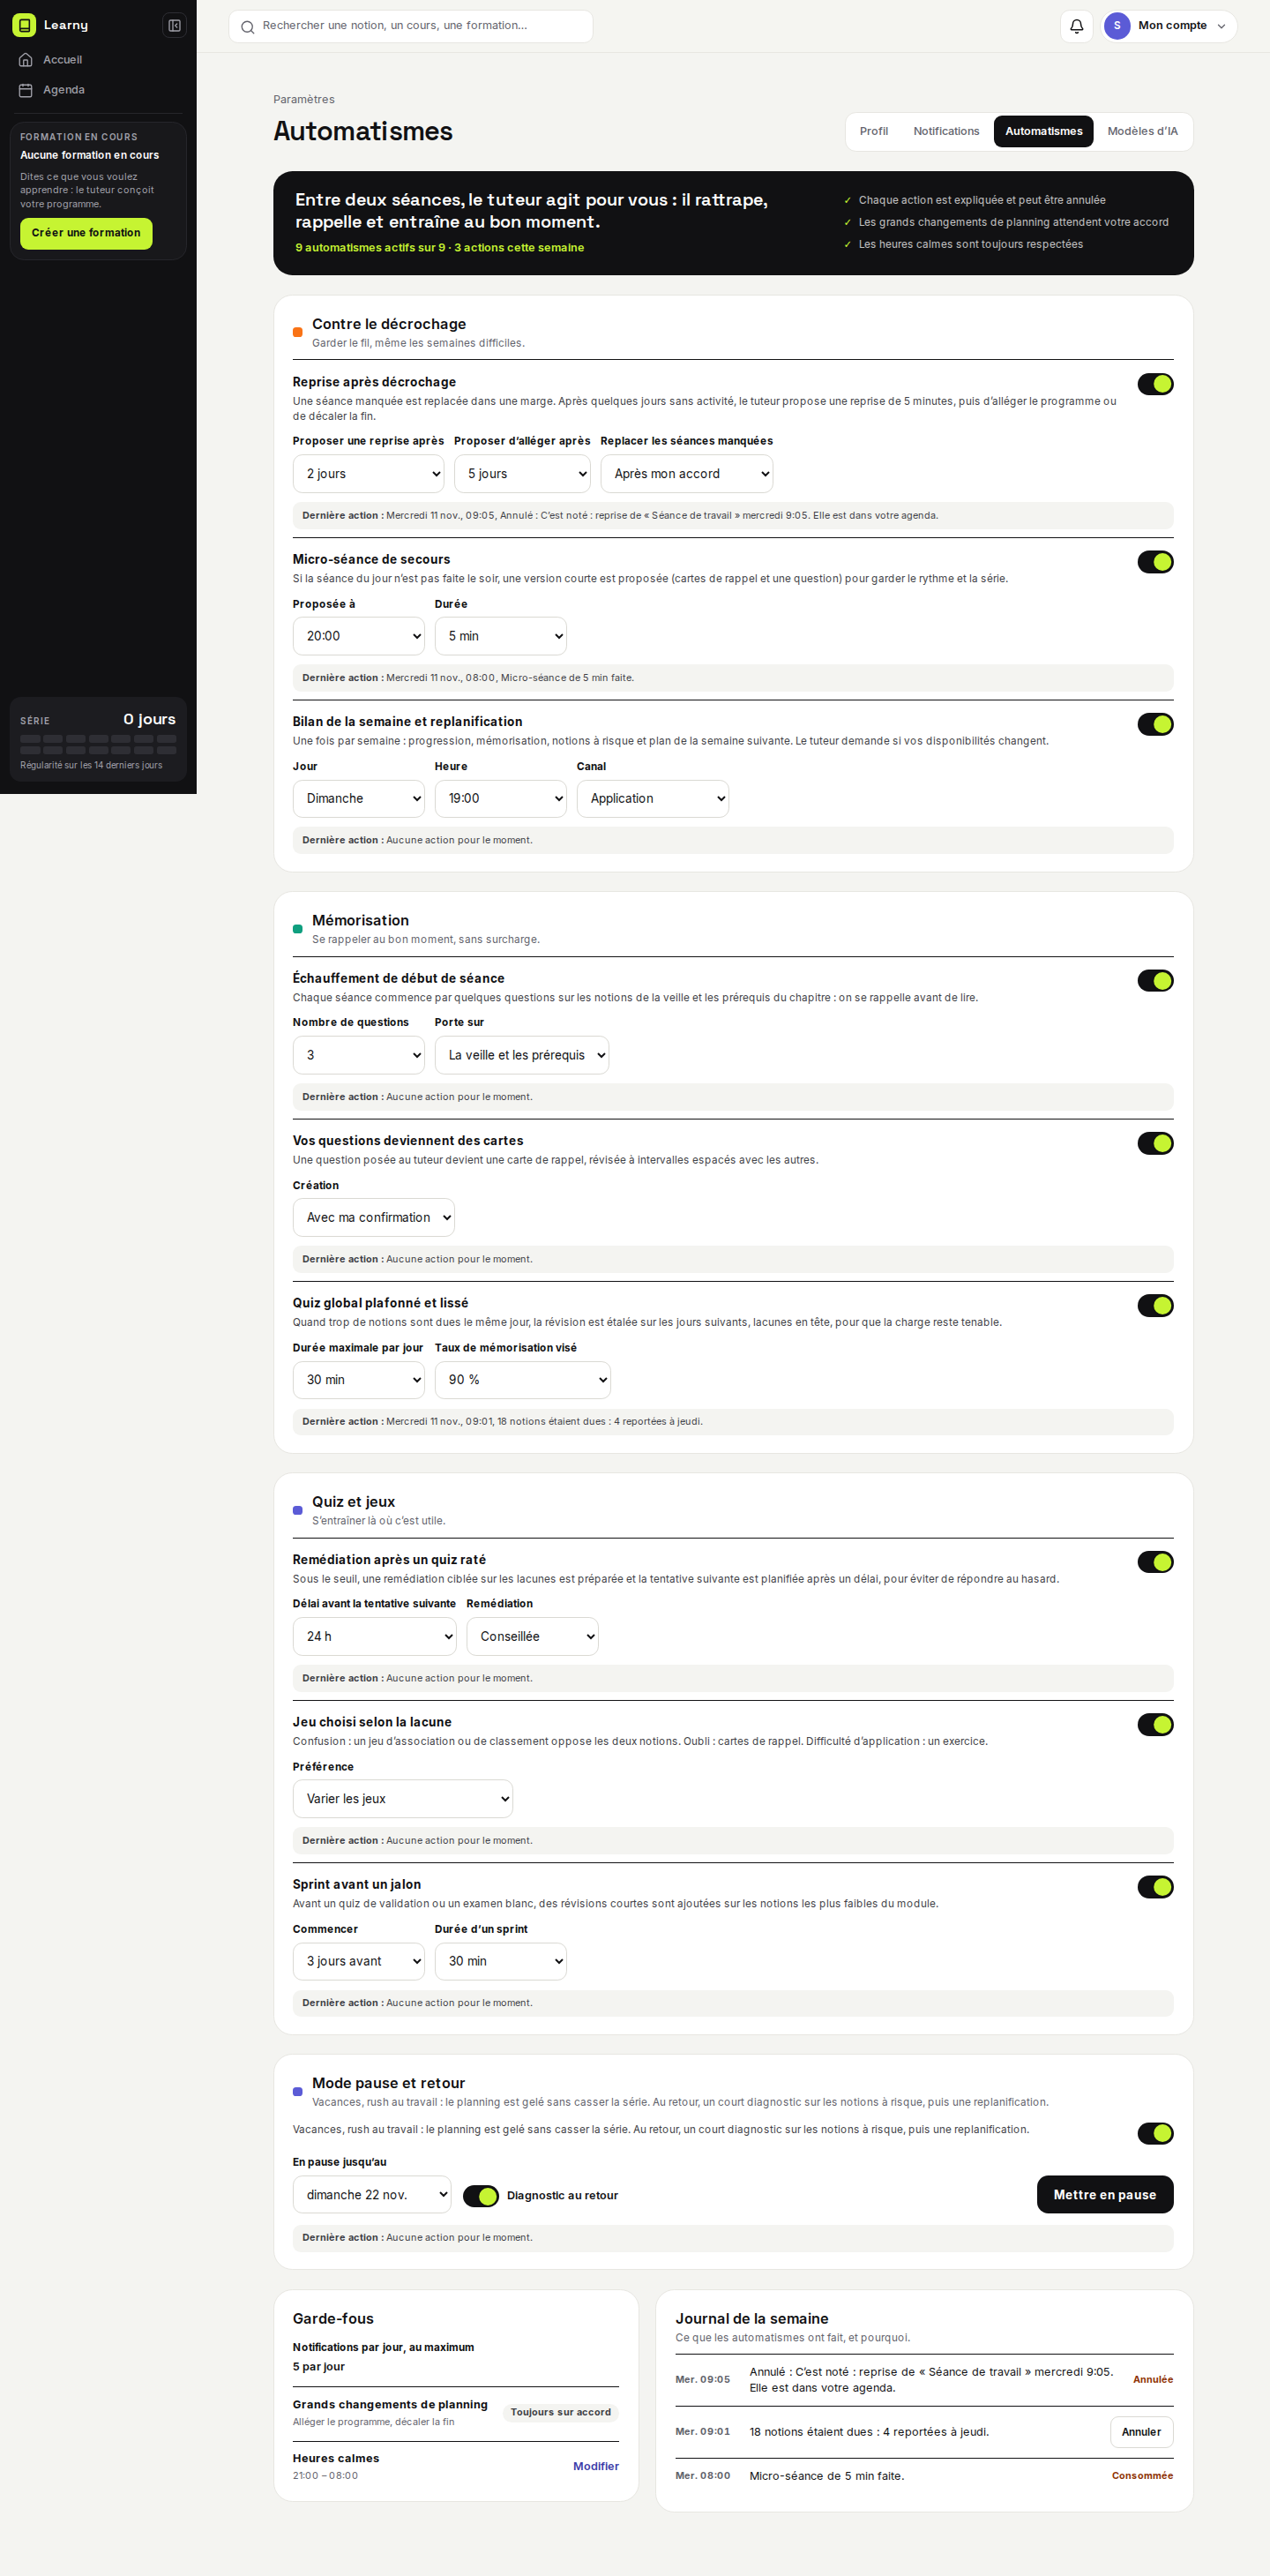 Learny
Accueil
Agenda
FORMATION EN COURS
Aucune formation en cours
Dites ce que vous voulez
apprendre : le tuteur conçoit
votre programme.
Créer une formation
SÉRIE
0 jours
Régularité sur les 14 derniers jours
Rechercher une notion, un cours, une formation…
S
Mon compte
Paramètres
Automatismes
Profil
Notifications
Automatismes
Modèles d’IA
Entre deux séances, le tuteur agit pour vous : il rattrape,
rappelle et entraîne au bon moment.
9 automatismes actifs sur 9 · 3 actions cette semaine
✓ Chaque action est expliquée et peut être annulée
✓ Les grands changements de planning attendent votre accord
✓ Les heures calmes sont toujours respectées
Contre le décrochage
Garder le fil, même les semaines difficiles.
Reprise après décrochage
Une séance manquée est replacée dans une marge. Après quelques jours sans activité, le tuteur propose une reprise de 5 minutes, puis d’alléger le programme ou
de décaler la fin.
Proposer une reprise après
Proposer d’alléger après
Replacer les séances manquées
2 jours
5 jours
Après mon accord
Dernière action : Mercredi 11 nov., 09:05, Annulé : C’est noté : reprise de « Séance de travail » mercredi 9:05. Elle est dans votre agenda.
Micro-séance de secours
Si la séance du jour n’est pas faite le soir, une version courte est proposée (cartes de rappel et une question) pour garder le rythme et la série.
Proposée à
Durée
20:00
5 min
Dernière action : Mercredi 11 nov., 08:00, Micro-séance de 5 min faite.
Bilan de la semaine et replanification
Une fois par semaine : progression, mémorisation, notions à risque et plan de la semaine suivante. Le tuteur demande si vos disponibilités changent.
Jour
Heure
Canal
Dimanche
19:00
Application
Dernière action : Aucune action pour le moment.
Mémorisation
Se rappeler au bon moment, sans surcharge.
Échauffement de début de séance
Chaque séance commence par quelques questions sur les notions de la veille et les prérequis du chapitre : on se rappelle avant de lire.
Nombre de questions
Porte sur
3
La veille et les prérequis
Dernière action : Aucune action pour le moment.
Vos questions deviennent des cartes
Une question posée au tuteur devient une carte de rappel, révisée à intervalles espacés avec les autres.
Création
Avec ma confirmation
Dernière action : Aucune action pour le moment.
Quiz global plafonné et lissé
Quand trop de notions sont dues le même jour, la révision est étalée sur les jours suivants, lacunes en tête, pour que la charge reste tenable.
Durée maximale par jour
Taux de mémorisation visé
30 min
90 %
Dernière action : Mercredi 11 nov., 09:01, 18 notions étaient dues : 4 reportées à jeudi.
Quiz et jeux
S’entraîner là où c’est utile.
Remédiation après un quiz raté
Sous le seuil, une remédiation ciblée sur les lacunes est préparée et la tentative suivante est planifiée après un délai, pour éviter de répondre au hasard.
Délai avant la tentative suivante
Remédiation
24 h
Conseillée
Dernière action : Aucune action pour le moment.
Jeu choisi selon la lacune
Confusion : un jeu d’association ou de classement oppose les deux notions. Oubli : cartes de rappel. Difficulté d’application : un exercice.
Préférence
Varier les jeux
Dernière action : Aucune action pour le moment.
Sprint avant un jalon
Avant un quiz de validation ou un examen blanc, des révisions courtes sont ajoutées sur les notions les plus faibles du module.
Commencer
Durée d’un sprint
3 jours avant
30 min
Dernière action : Aucune action pour le moment.
Mode pause et retour
Vacances, rush au travail : le planning est gelé sans casser la série. Au retour, un court diagnostic sur les notions à risque, puis une replanification.
Vacances, rush au travail : le planning est gelé sans casser la série. Au retour, un court diagnostic sur les notions à risque, puis une replanification.
En pause jusqu’au
dimanche 22 nov.
Diagnostic au retour
Mettre en pause
Dernière action : Aucune action pour le moment.
Garde-fous
Notifications par jour, au maximum
5 par jour
Grands changements de planning
Alléger le programme, décaler la fin
Toujours sur accord
Heures calmes
21:00 – 08:00
Modifier
Journal de la semaine
Ce que les automatismes ont fait, et pourquoi.
Mer. 09:05
Annulé : C’est noté : reprise de « Séance de travail » mercredi 9:05.
Elle est dans votre agenda.
Annulée
Mer. 09:01
18 notions étaient dues : 4 reportées à jeudi.
Annuler
Mer. 08:00
Micro-séance de 5 min faite.
Consommée